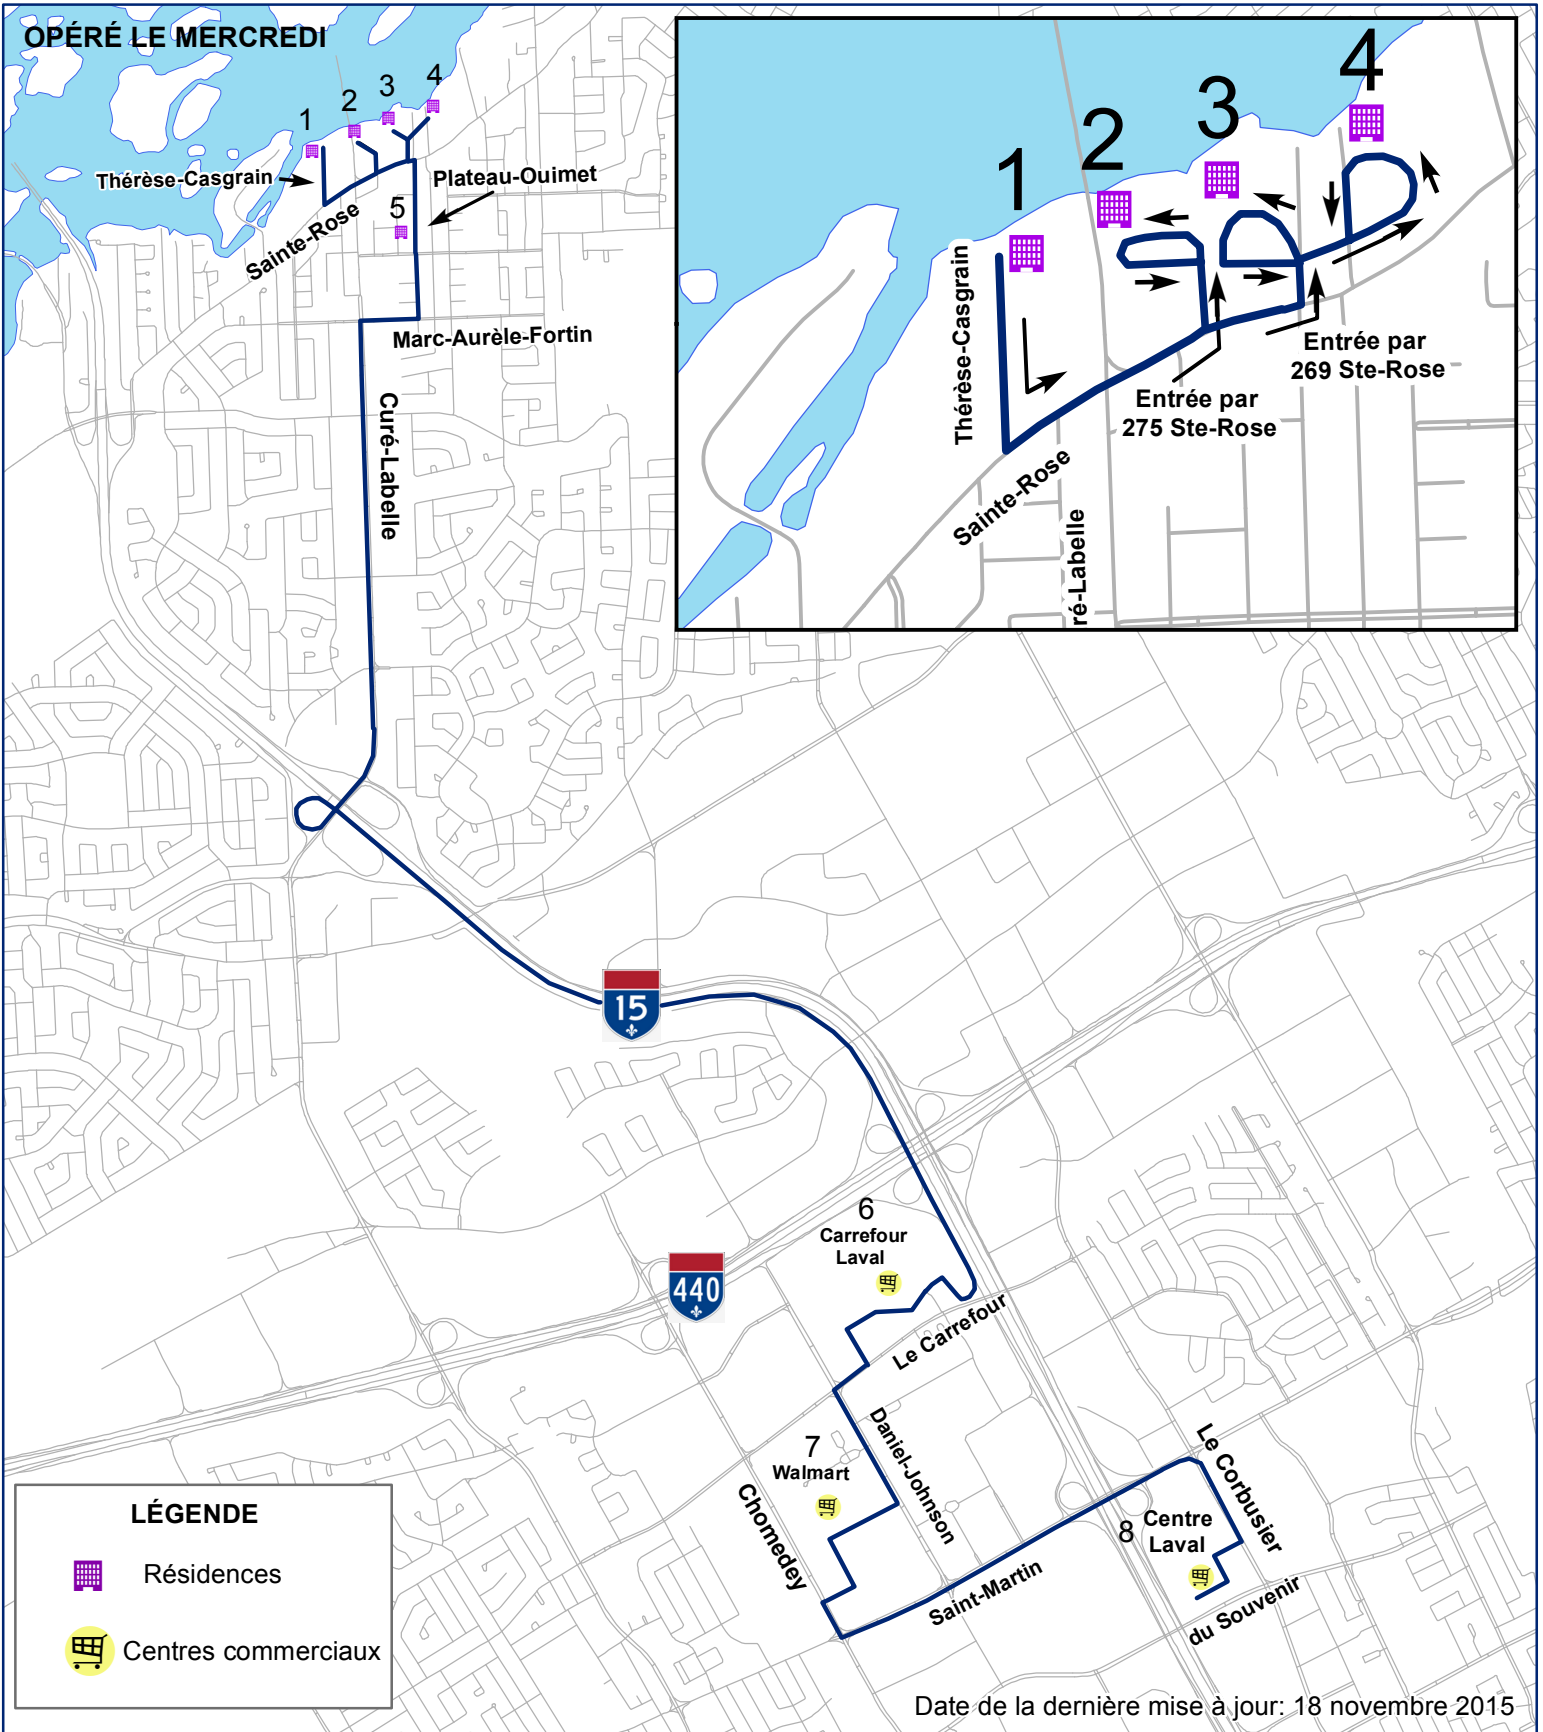 OPÉRÉ LE MERCREDI
1
2
3
4
Thérèse-Casgrain
Plateau-Ouimet
5
Sainte-Rose
Marc-Aurèle-Fortin
Curé-Labelle
1
2
3
4
Thérèse-Casgrain
Entrée par
269 Ste-Rose
Entrée par
275 Ste-Rose
Sainte-Rose
ré-Labelle
15
440
6
Carrefour
Laval
Le Carrefour
7
Walmart
Daniel-Johnson
Chomedey
Le Corbusier
8
Centre
Laval
Saint-Martin
du Souvenir
LÉGENDE
Résidences
Centres commerciaux
Date de la dernière mise à jour: 18 novembre 2015